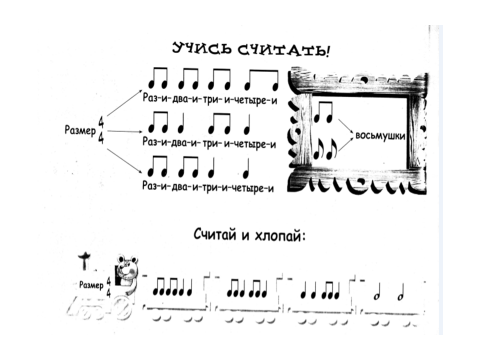 УЧИСЬ СЧИТАТЬ!
Раз-и-два-и-три-и-четыре-и
Размер 4/4
Раз-и-два-и-три-и-четыре-и
Раз-и-два-и-три-и-четыре-и
восьмушки
Считай и хлопай:
Размер 4/4